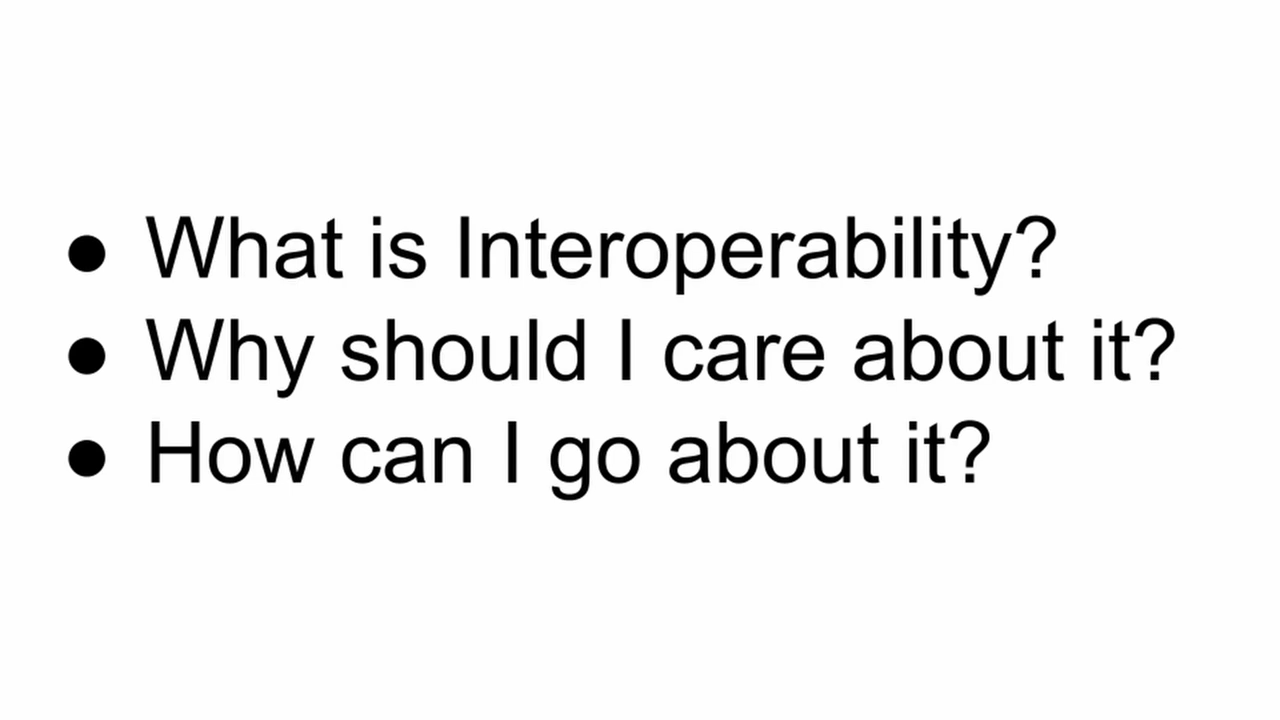 ● What is Interoperability?
● Why should I care about it?
● How can I go about it?